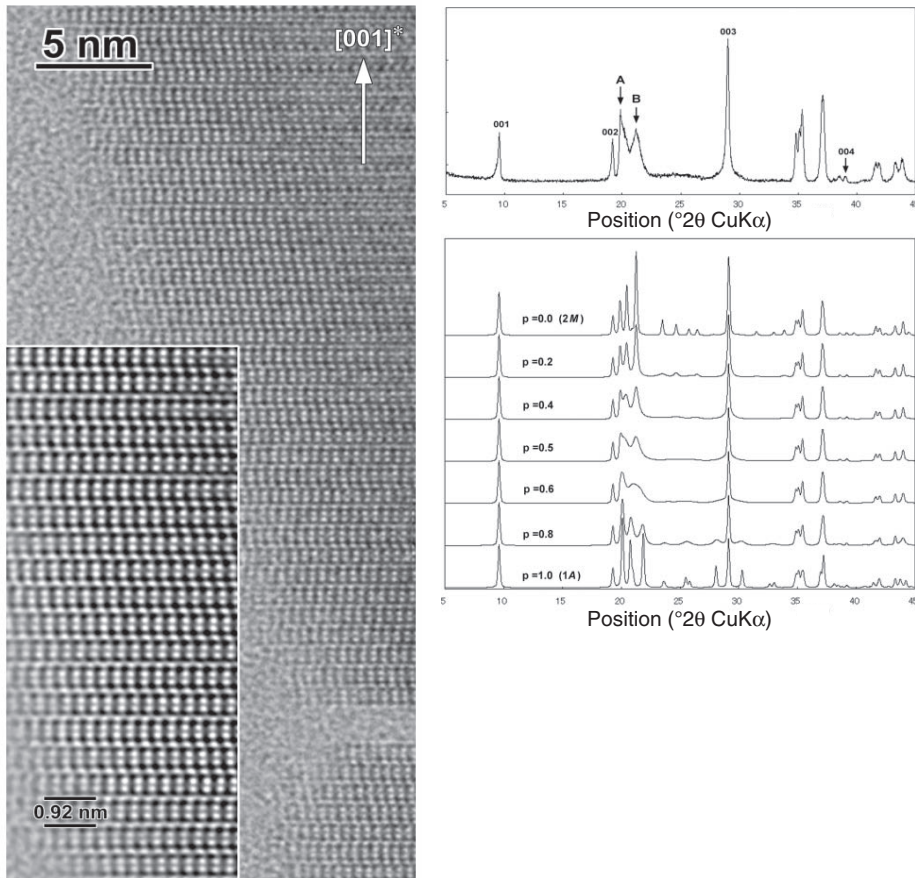 5 nm
[001]*
0.92 nm
001
002
A
B
003
004
5 10 15 20 25 30 35 40 45
Position (°2θ CuKα)
p =0.0 (2M)
p =0.2
p =0.4
p =0.5
p =0.6
p =0.8
p =1.0 (1A)
5 10 15 20 25 30 35 40 45
Position (°2θ CuKα)